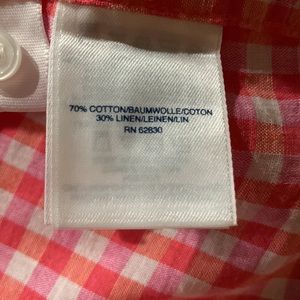 70% COTTON/BAUMWOLLE/COTON
30% LINEN/LEINEN/LIN
RN 62830